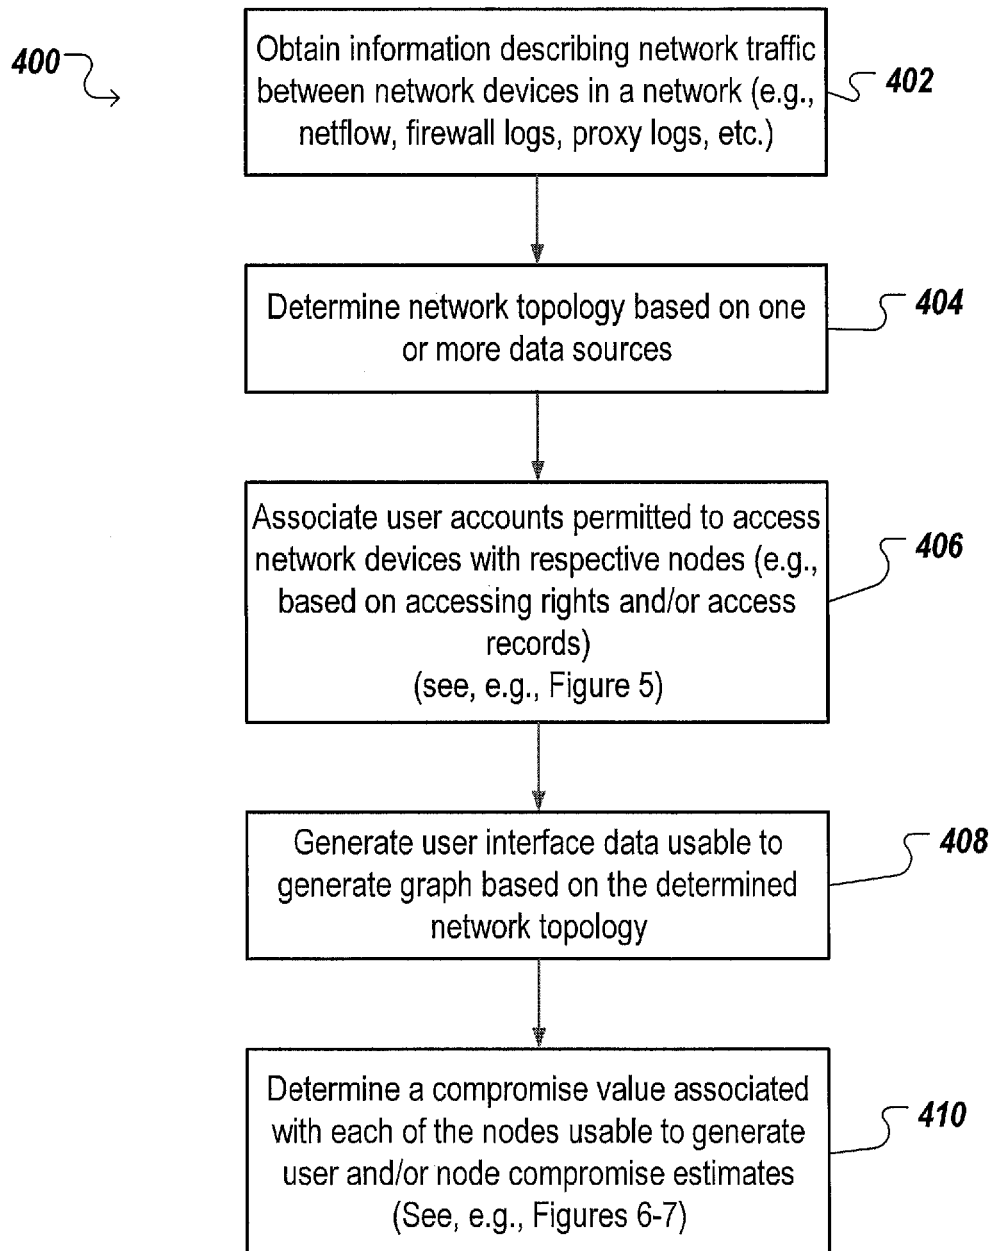 400
Obtain information describing network traffic
between network devices in a network (e.g.,
netflow, firewall logs, proxy logs, etc.)
402
Determine network topology based on one
or more data sources
404
Associate user accounts permitted to access
network devices with respective nodes (e.g.,
based on accessing rights and/or access
records)
(see, e.g., Figure 5)
406
Generate user interface data usable to
generate graph based on the determined
network topology
408
Determine a compromise value associated
with each of the nodes usable to generate
user and/or node compromise estimates
(See, e.g., Figures 6-7)
410